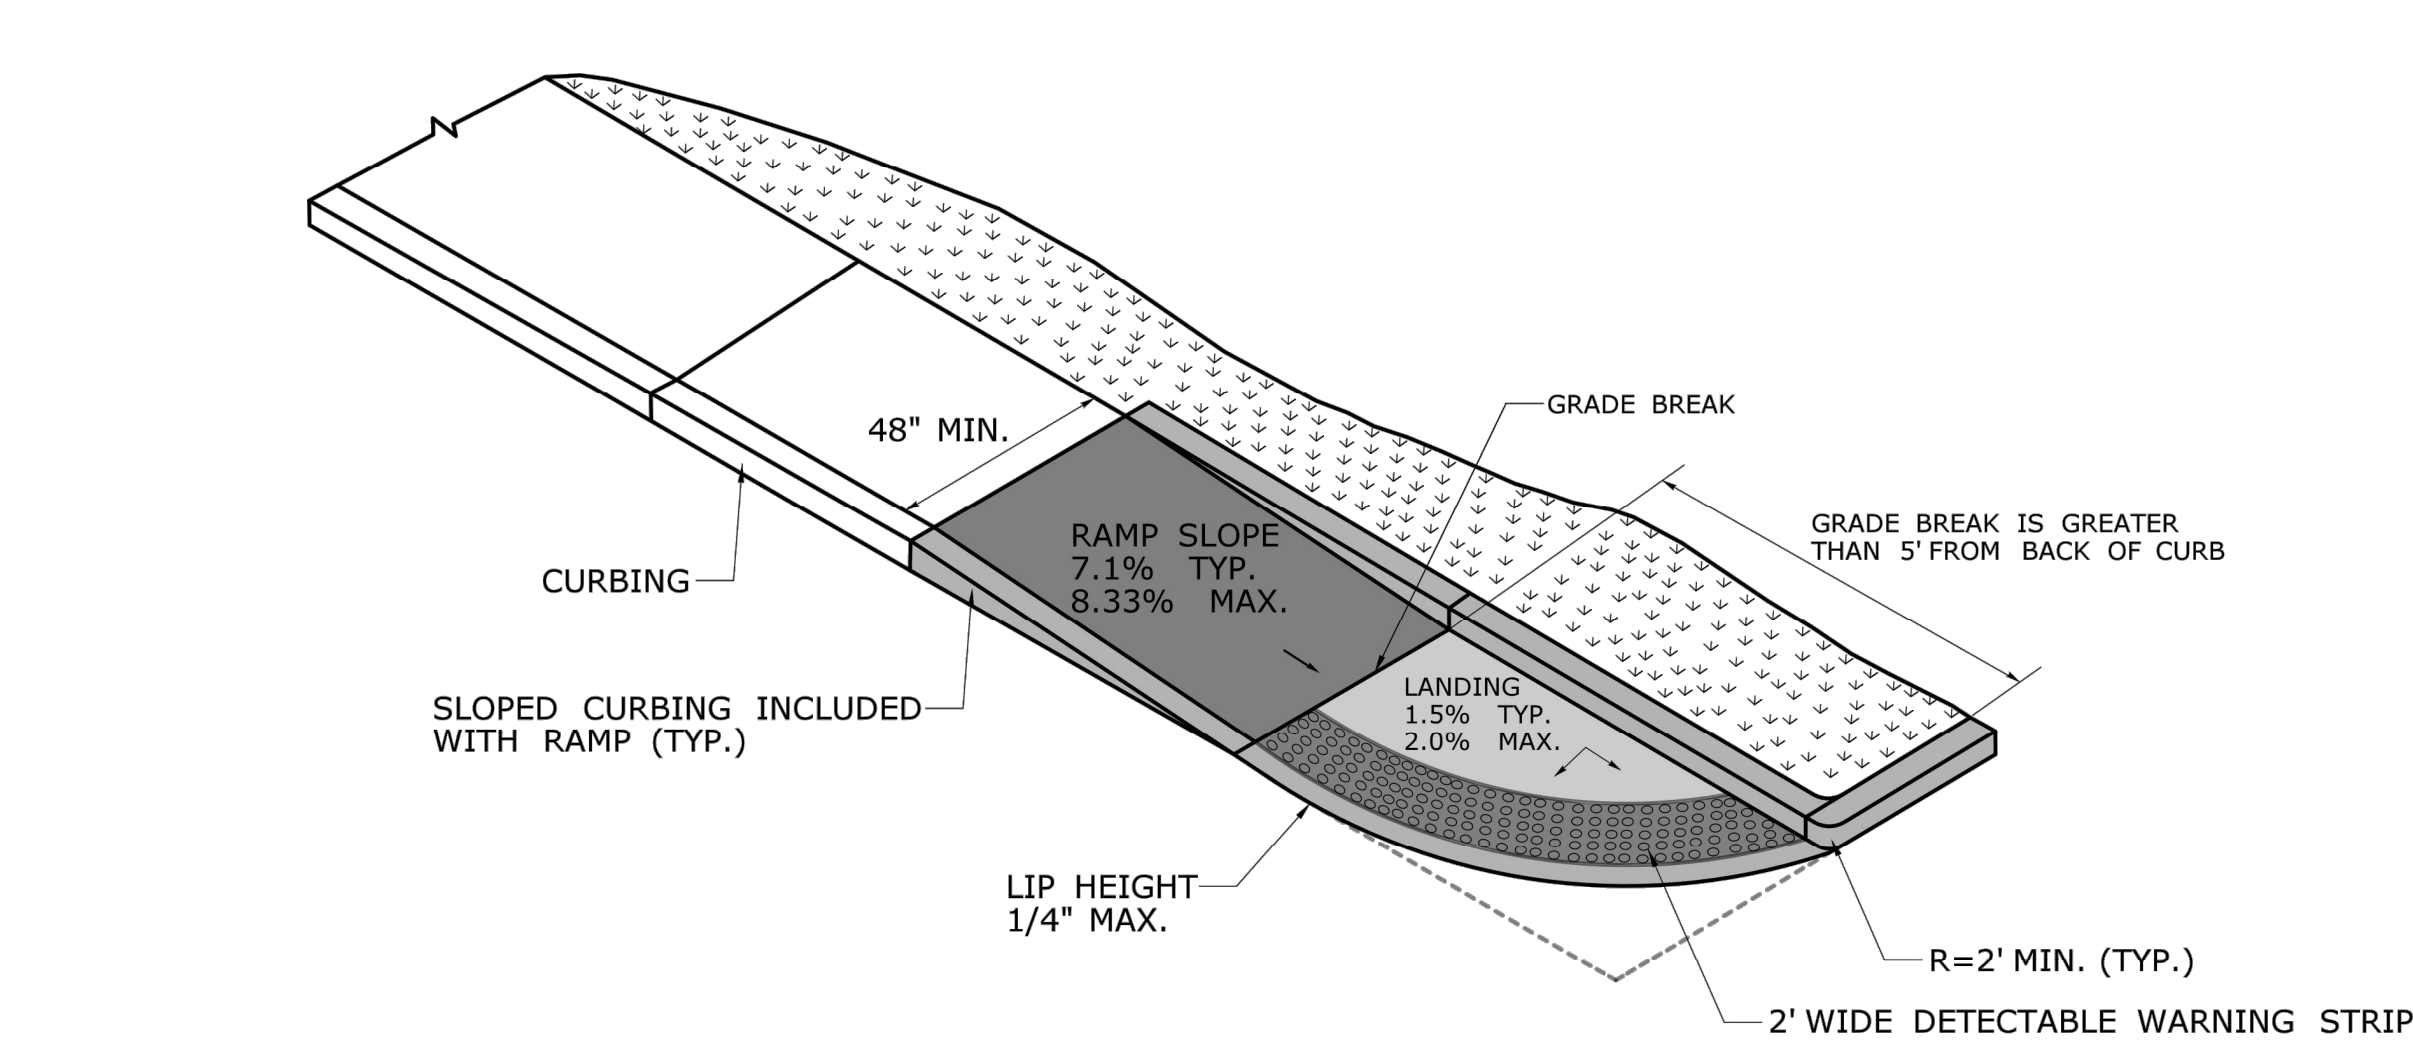 GRADE BREAK
48" MIN.
GRADE BREAK IS GREATER
THAN 5' FROM BACK OF CURB
RAMP SLOPE
7.1% TYP.
8.33% MAX.
CURBING
LANDING
1.5% TYP.
2.0% MAX.
SLOPED CURBING INCLUDED
WITH RAMP (TYP.)
LIP HEIGHT
1/4" MAX.
R=2' MIN. (TYP.)
2' WIDE DETECTABLE WARNING STRIP